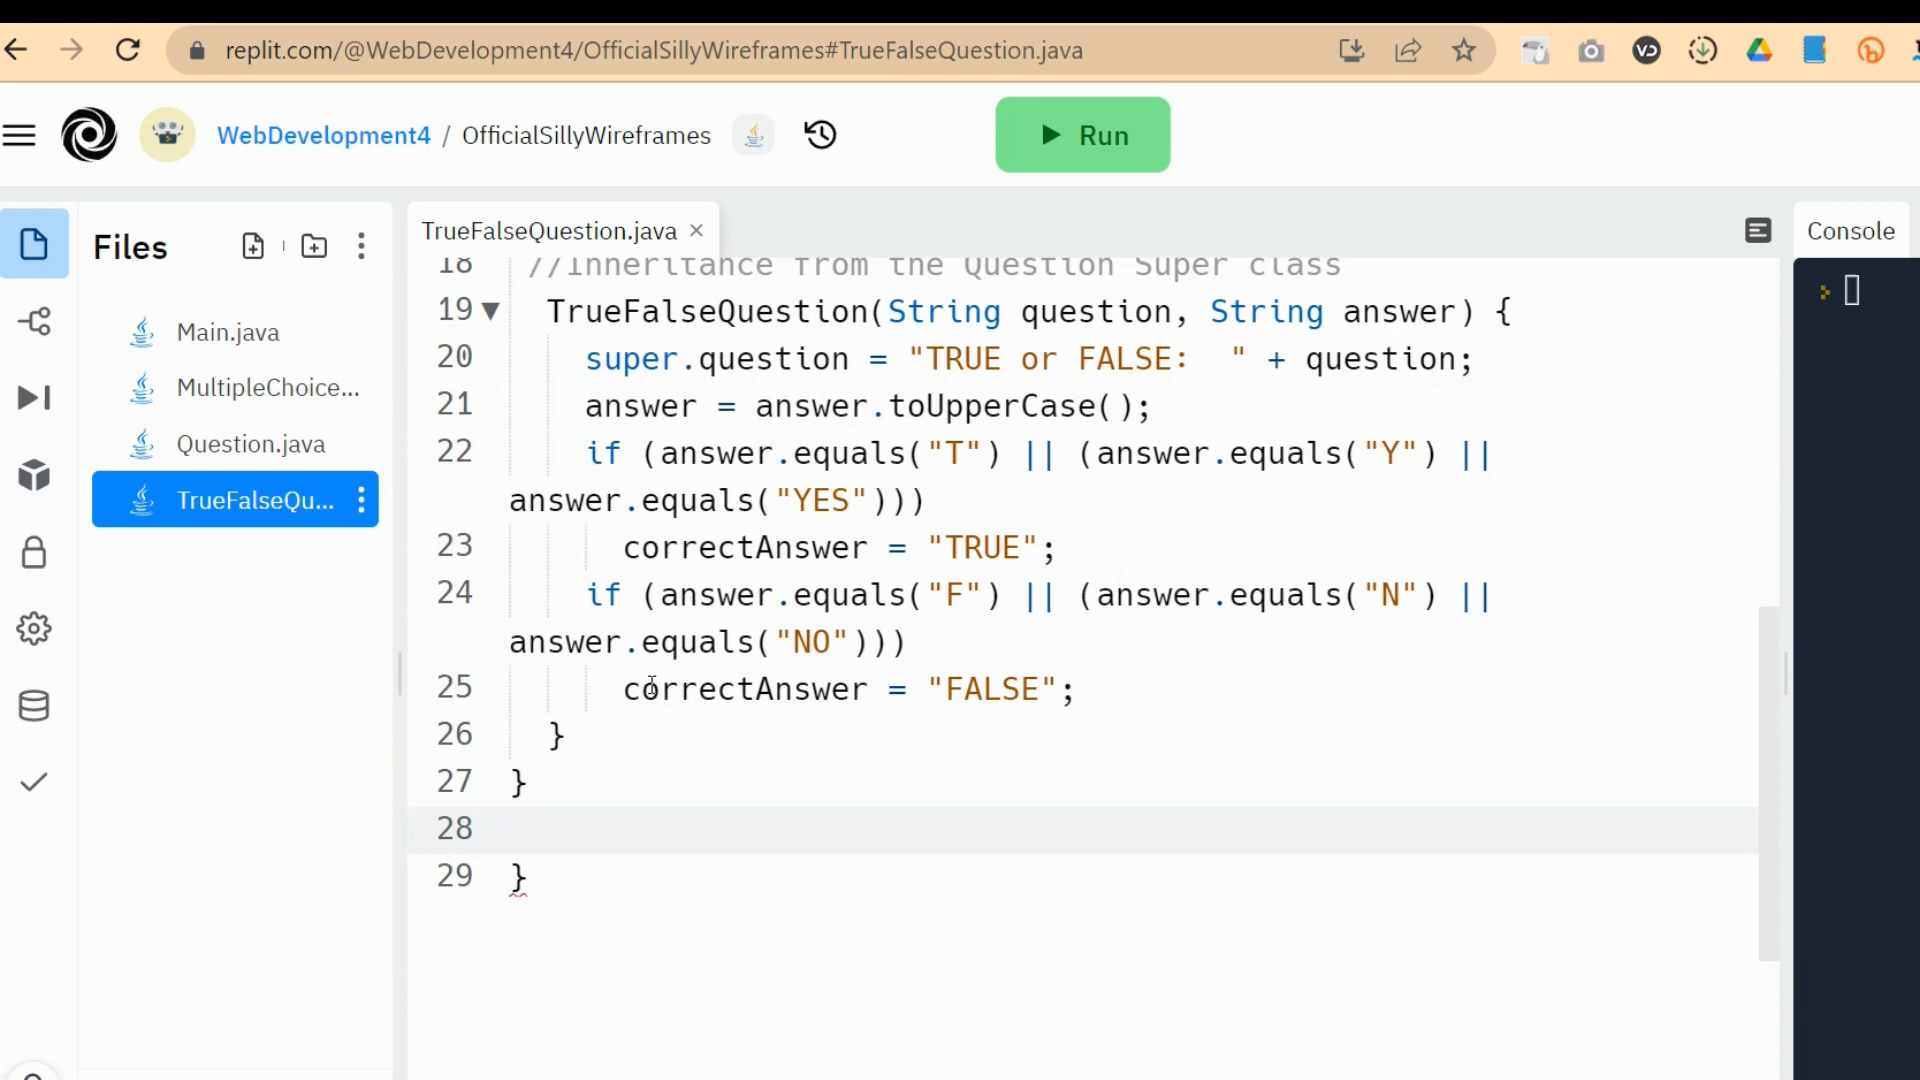 replit.com/@WebDevelopment4/OfficialSillyWireframes#TrueFalseQuestion.java
WebDevelopment4 / OfficialSillyWireframes
Run
Files
TrueFalseQuestion.java
Console
Main.java
MultipleChoice...
Question.java
TrueFalseQu...
18 //Inheritance from the Question Super class
19 TrueFalseQuestion(String question, String answer) {
20 super.question = "TRUE or FALSE:  " + question;
21 answer = answer.toUpperCase();
22 if (answer.equals("T") || (answer.equals("Y") ||
answer.equals("YES")))
23 correctAnswer = "TRUE";
24 if (answer.equals("F") || (answer.equals("N") ||
answer.equals("NO")))
25 correctAnswer = "FALSE";
26 }
27 }
28
29 }